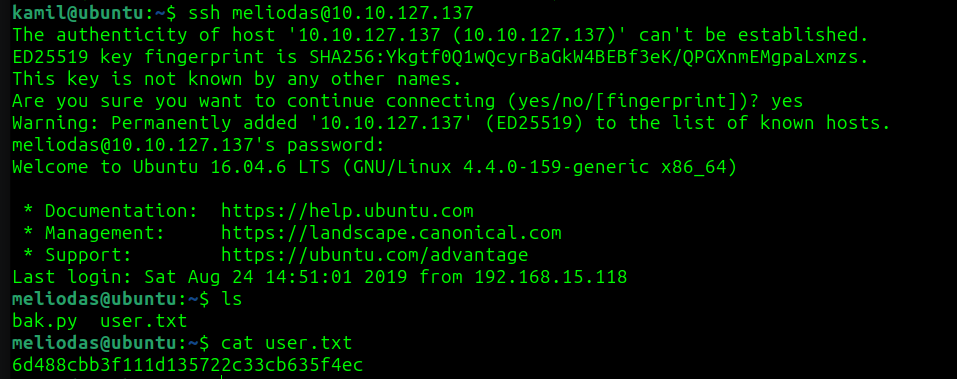 kamil@ubuntu:~$ ssh meliodas@10.10.127.137
The authenticity of host '10.10.127.137 (10.10.127.137)' can't be established.
ED25519 key fingerprint is SHA256:Ykgtf0Q1wQcyrBaGkW4BEBf3eK/QPGXnmEMgpaLxmzs.
This key is not known by any other names.
Are you sure you want to continue connecting (yes/no/[fingerprint])? yes
Warning: Permanently added '10.10.127.137' (ED25519) to the list of known hosts.
meliodas@10.10.127.137's password:
Welcome to Ubuntu 16.04.6 LTS (GNU/Linux 4.4.0-159-generic x86_64)

 * Documentation:  https://help.ubuntu.com
 * Management:     https://landscape.canonical.com
 * Support:        https://ubuntu.com/advantage
Last login: Sat Aug 24 14:51:01 2019 from 192.168.15.118
meliodas@ubuntu:~$ ls
bak.py  user.txt
meliodas@ubuntu:~$ cat user.txt
6d488cbb3f111d135722c33cb635f4ec